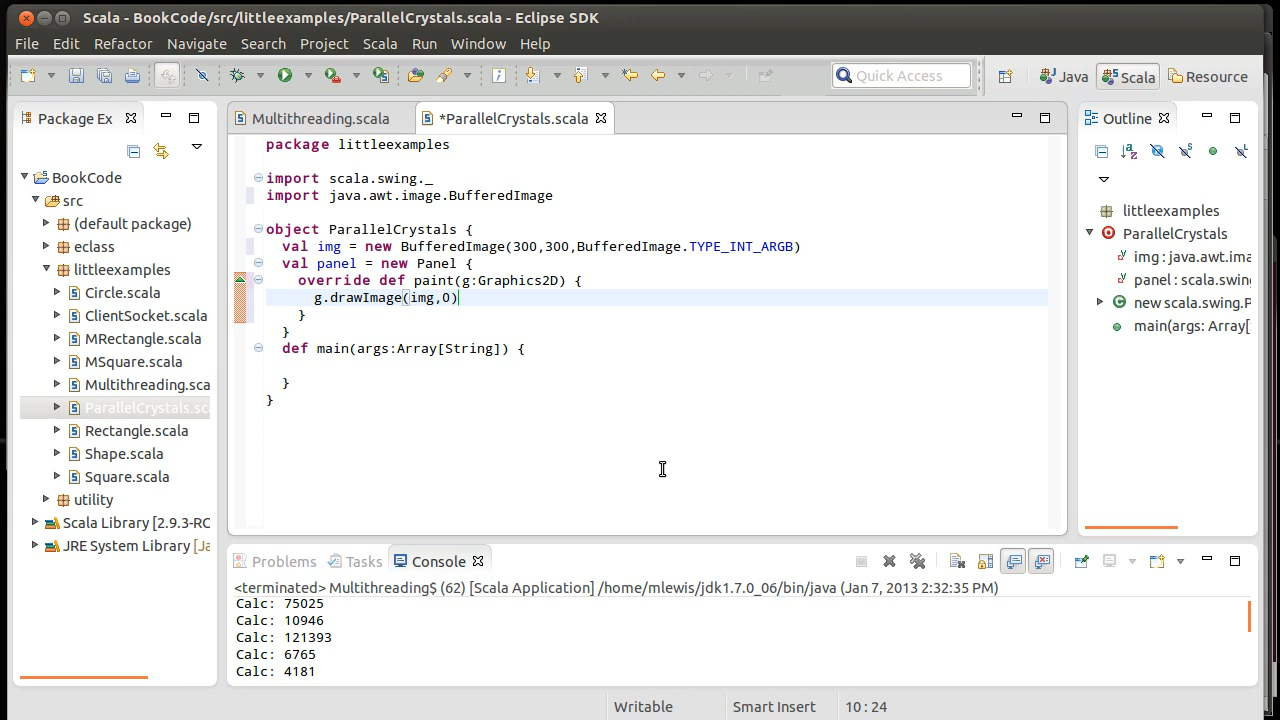 Scala - BookCode/src/littleexamples/ParallelCrystals.scala - Eclipse SDK
File Edit Refactor Navigate Search Project Scala Run Window Help
Quick Access
Java
Scala
Resource
Package Ex
BookCode
src
(default package)
eclass
littleexamples
Circle.scala
ClientSocket.scala
MRectangle.scala
MSquare.scala
Multithreading.sca
ParallelCrystals.sc
Rectangle.scala
Shape.scala
Square.scala
utility
Scala Library [2.9.3-RC
JRE System Library [Ja
Multithreading.scala
*ParallelCrystals.scala
package littleexamples
import scala.swing._
import java.awt.image.BufferedImage
object ParallelCrystals {
val img = new BufferedImage(300,300,BufferedImage.TYPE_INT_ARGB)
val panel = new Panel {
override def paint(g:Graphics2D) {
g.drawImage(img,0)
}
}
def main(args:Array[String]) {
}
}
Outline
littleexamples
ParallelCrystals
img : java.awt.ima
panel : scala.swing
new scala.swing.P
main(args: Array[
Problems
Tasks
Console
<terminated> Multithreading$ (62) [Scala Application] /home/mlewis/jdk1.7.0_06/bin/java (Jan 7, 2013 2:32:35 PM)
Calc: 75025
Calc: 10946
Calc: 121393
Calc: 6765
Calc: 4181
Writable
Smart Insert
10 : 24